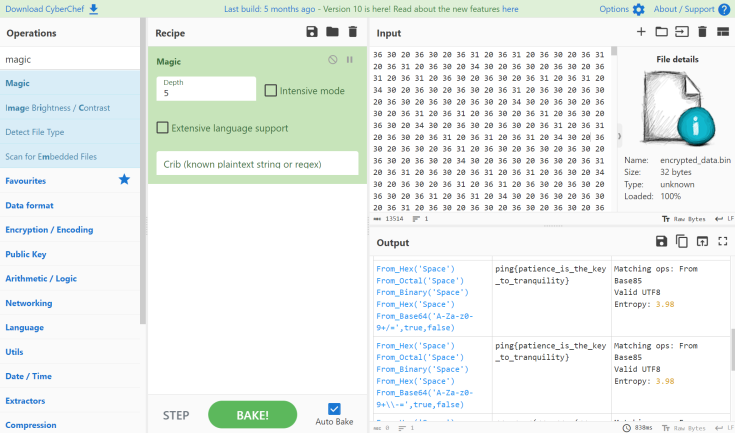 Download CyberChef
Last build: 5 months ago - Version 10 is here! Read about the new features here
Options
About / Support
Operations
magic
Magic
Image Brightness / Contrast
Detect File Type
Scan for Embedded Files
Favourites
Data format
Encryption / Encoding
Public Key
Arithmetic / Logic
Networking
Language
Utils
Date / Time
Extractors
Compression
Recipe
Magic
Depth
5
Intensive mode
Extensive language support
Crib (known plaintext string or regex)
STEP
BAKE!
Auto Bake
Input
36 30 20 36 30 20 36 31 20 36 31 20 36 30 20 36 31
20 36 31 20 36 30 20 34 30 20 36 30 20 36 30 20 36
31 20 36 31 20 36 30 20 36 30 20 36 30 20 36 31 20
34 30 20 36 30 20 36 31 20 36 30 20 36 30 20 36 30
20 36 30 20 36 30 20 36 30 20 34 30 20 36 30 20 36
30 20 36 31 20 36 31 20 36 30 20 36 31 20 36 31 20
36 30 20 34 30 20 36 30 20 36 30 20 36 30 20 36 30
20 36 30 20 36 31 20 36 31 20 36 31 20 34 30 20 36
30 20 36 30 20 36 31 20 36 31 20 36 30 20 36 30 20
36 30 20 36 30 20 34 30 20 36 30 20 36 30 20 36 31
20 36 31 20 36 30 20 36 30 20 36 31 20 36 30 20 34
30 20 36 30 20 36 31 20 36 31 20 36 30 20 36 30 20
36 31 20 36 30 20 36 30 20 34 30 20 36 30 20 36 30
20 36 31 20 36 31 20 36 30 20 36 30 20 36 30 20 36
File details
Name: encrypted_data.bin
Size: 32 bytes
Type: unknown
Loaded: 100%
13514 1
Raw Bytes LF
Output
From_Hex('Space')
From_Octal('Space')
From_Binary('Space')
From_Hex('Space')
From_Base64('A-Za-z0-
9+/=',true,false)
ping{patience_is_the_key
_to_tranquility}
Matching ops: From
Base85
Valid UTF8
Entropy: 3.98
From_Hex('Space')
From_Octal('Space')
From_Binary('Space')
From_Hex('Space')
From_Base64('A-Za-z0-
9+\\-=',true,false)
ping{patience_is_the_key
_to_tranquility}
Matching ops: From
Base85
Valid UTF8
Entropy: 3.98
0 1
838ms
Raw Bytes LF